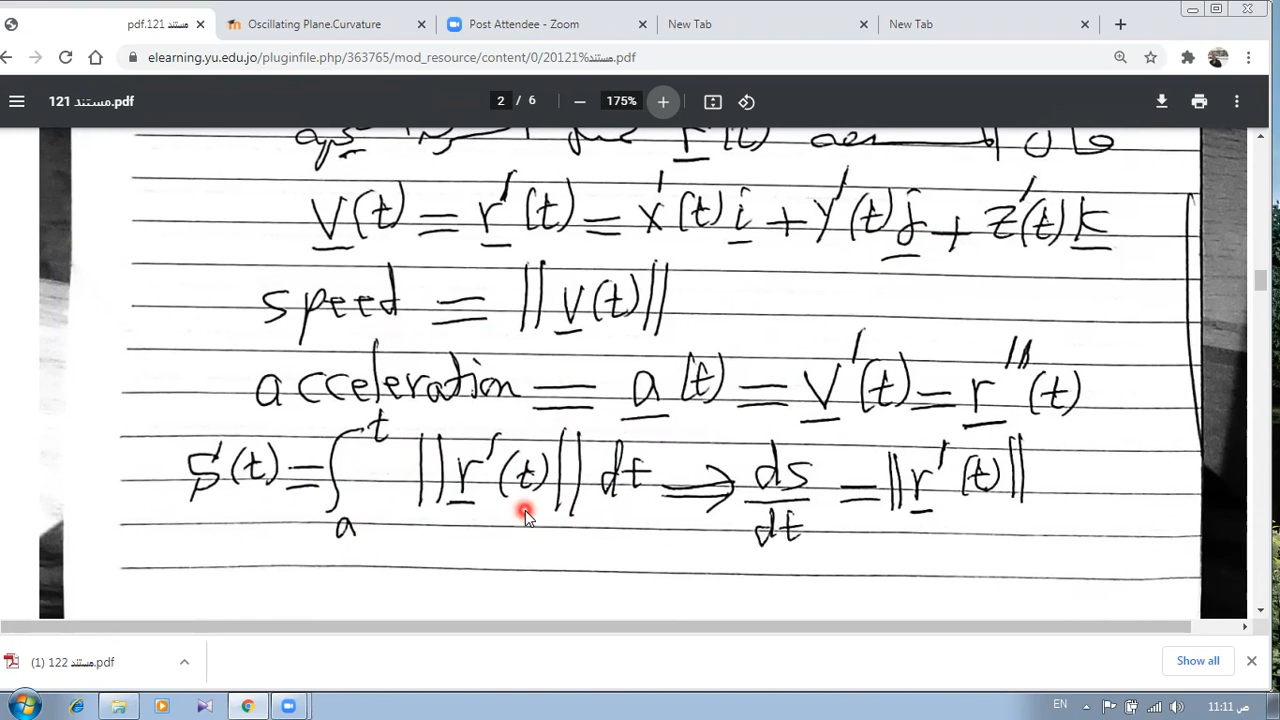 مستند 121.pdf
Oscillating Plane.Curvature
Post Attendee - Zoom
New Tab
New Tab
elearning.yu.edu.jo/pluginfile.php/363765/mod_resource/content/0/20121%مستند.pdf
مستند 121.pdf
2 / 6
175%
r(t)
v(t) = r'(t) = x'(t) i + y'(t) j + z'(t) k
speed = ||v(t)||
acceleration = a(t) = v'(t) = r''(t)
S(t) = ∫ₐᵗ ||r'(t)|| dt ⟹ ds/dt = ||r'(t)||
مستند 122 (1).pdf
Show all
EN
11:11 ص